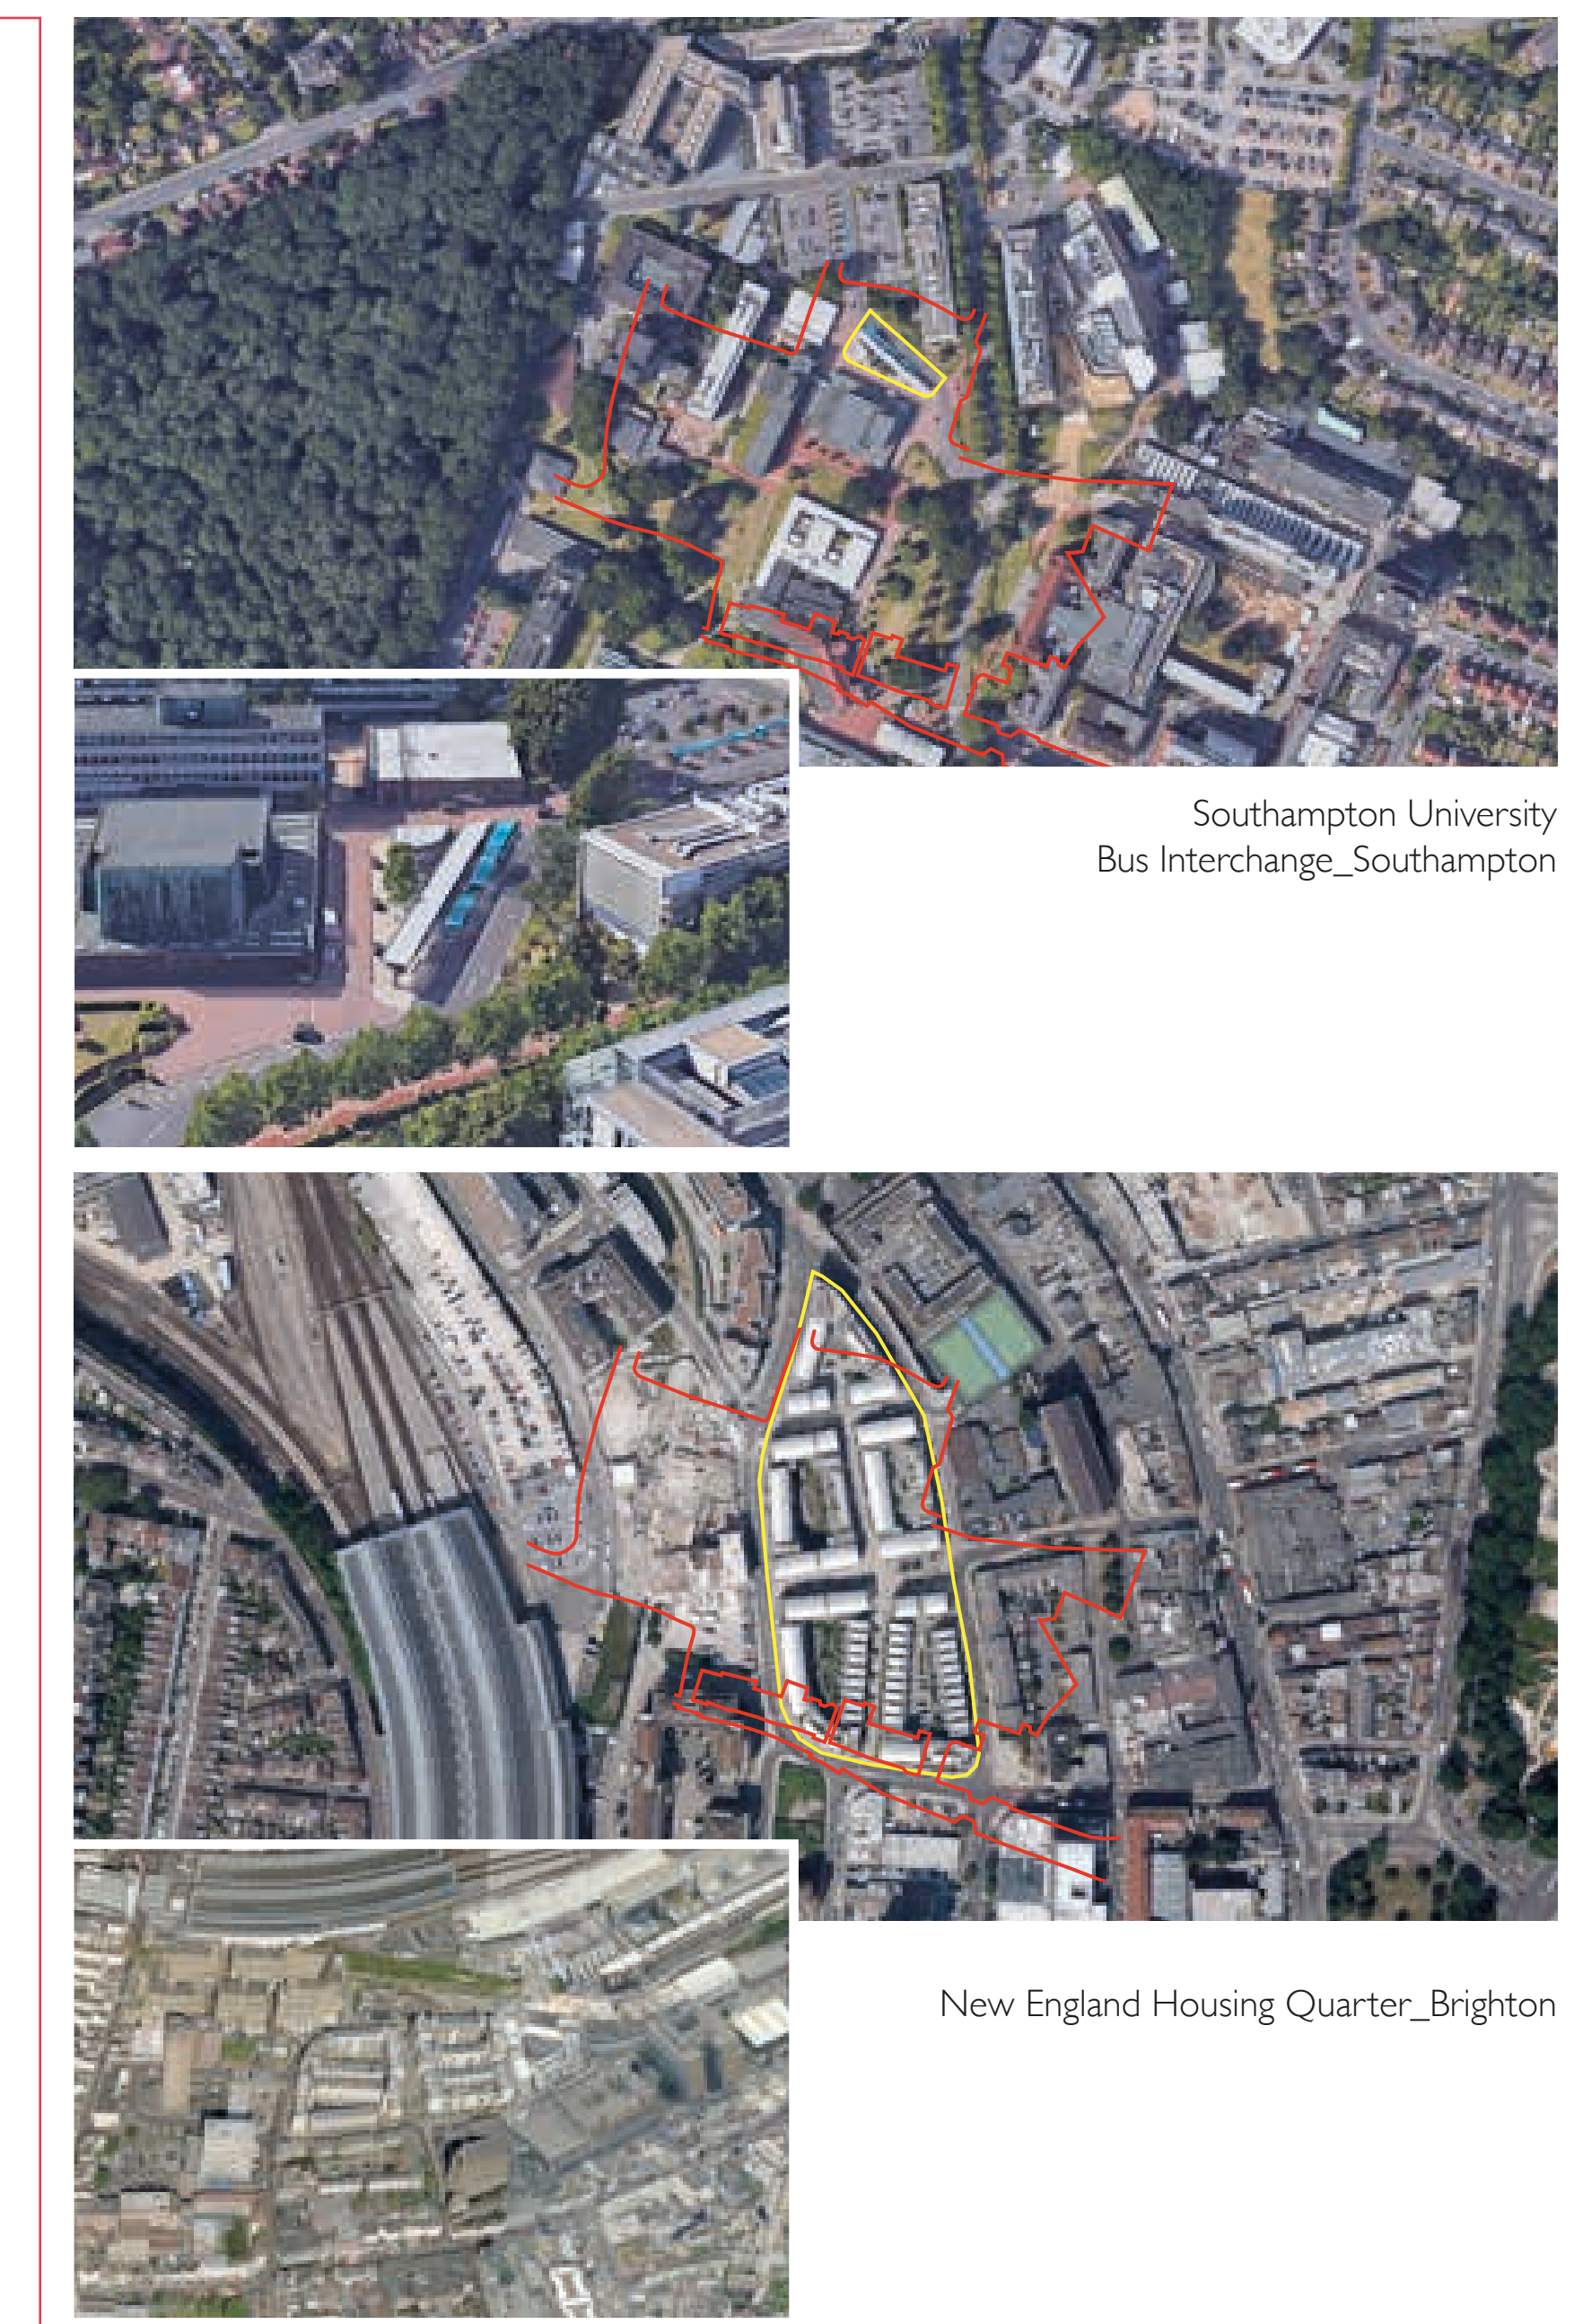 Southampton University
Bus Interchange_Southampton
New England Housing Quarter_Brighton